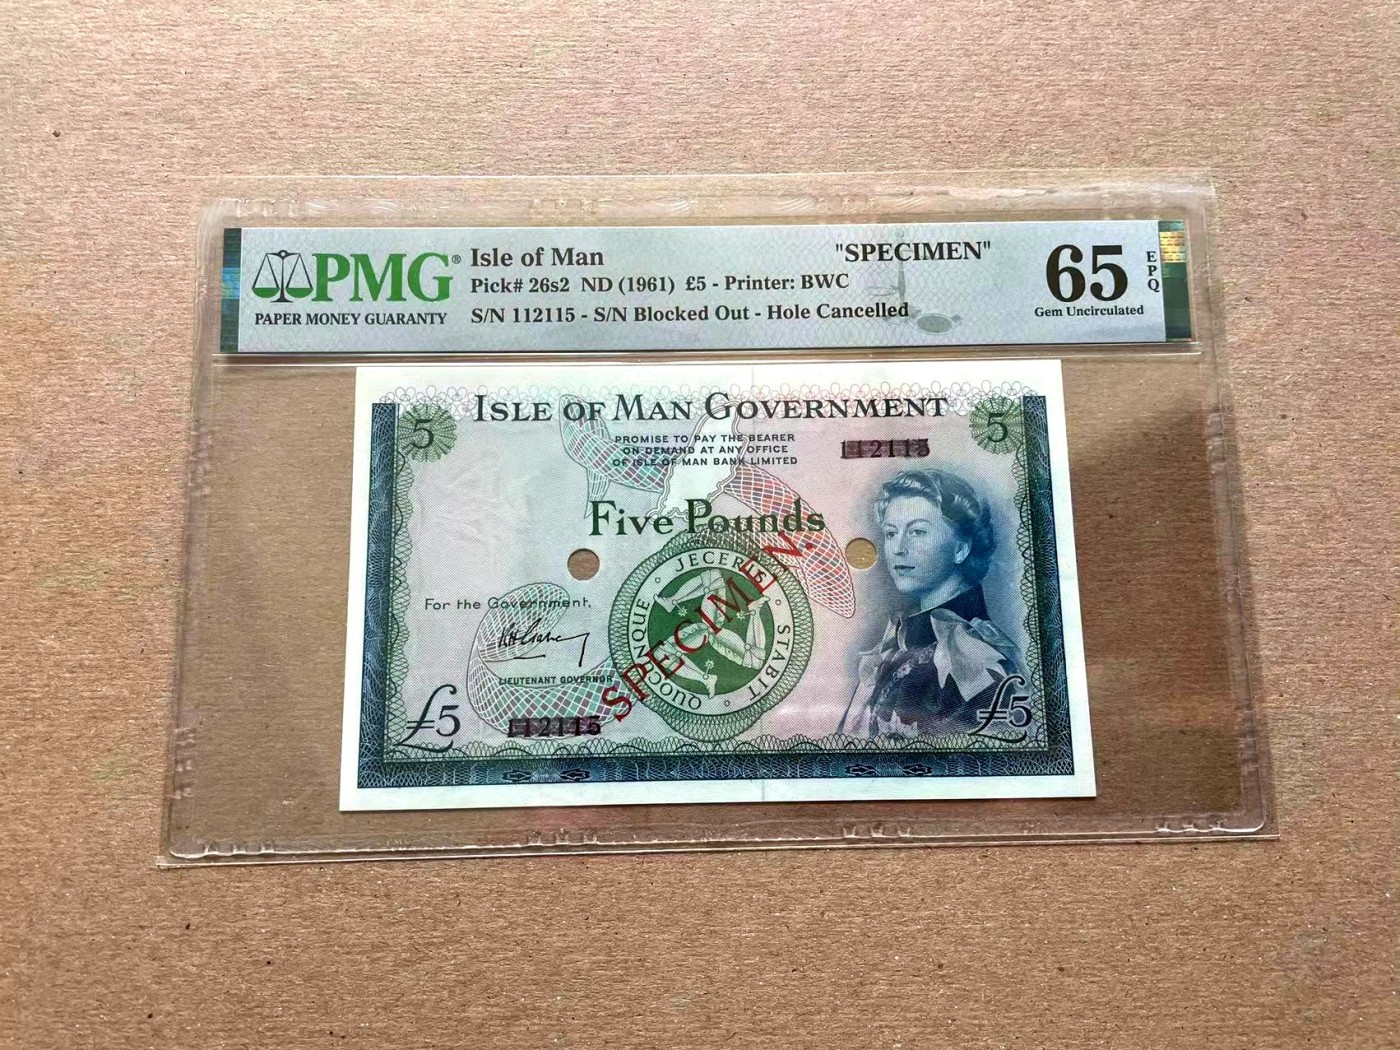 PMG®
PAPER MONEY GUARANTY
Isle of Man
"SPECIMEN"
Pick# 26s2 ND (1961) £5 - Printer: BWC
S/N 112115 - S/N Blocked Out - Hole Cancelled
65
EPQ
Gem Uncirculated
ISLE OF MAN GOVERNMENT
5
5
PROMISE TO PAY THE BEARER
ON DEMAND AT ANY OFFICE
OF ISLE OF MAN BANK LIMITED
112115
Five Pounds
SPECIMEN.
QUOCUNQUE JECERIS STABIT
For the Government,
LIEUTENANT GOVERNOR
£5
112115
£5